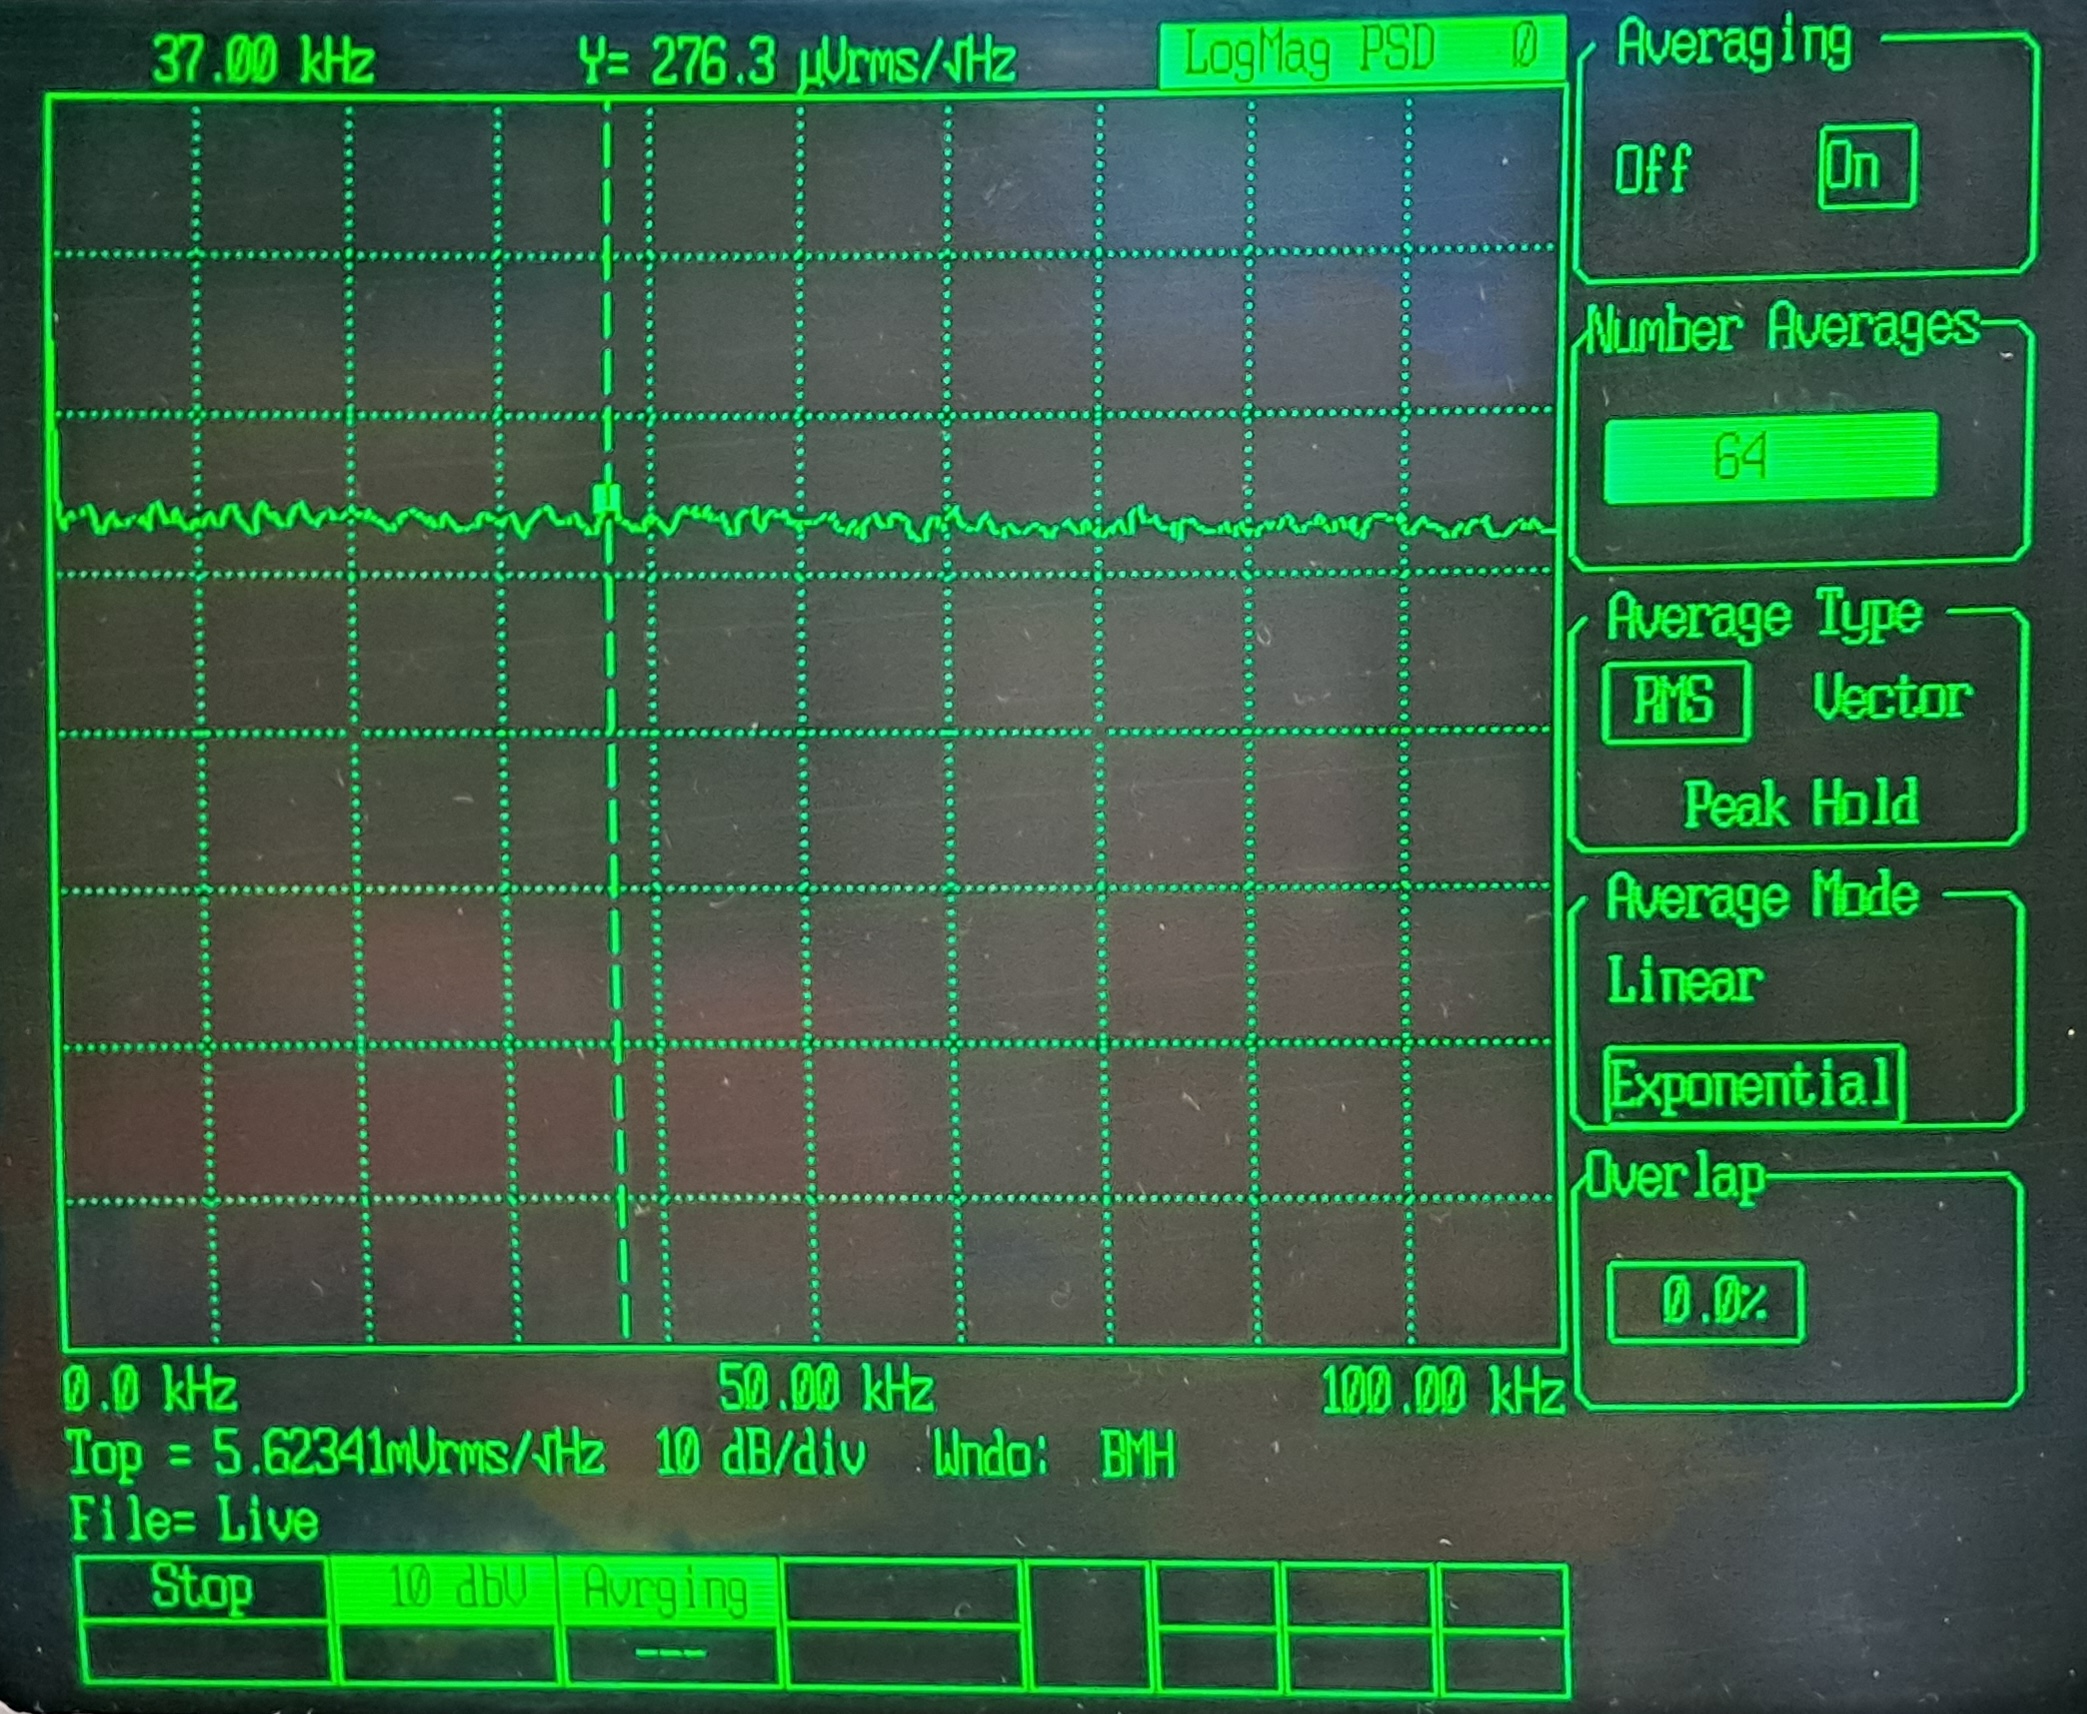 37.00 kHz Y= 276.3 µVrms/√Hz LogMag PSD 0
Averaging
Off On
Number Averages
64
Average Type
RMS Vector
Peak Hold
Average Mode
Linear
Exponential
Overlap
0.0%
0.0 kHz 50.00 kHz 100.00 kHz
Top = 5.62341mVrms/√Hz 10 dB/div Wndo: BMH
File= Live
Stop 10 dbV Avrging
---